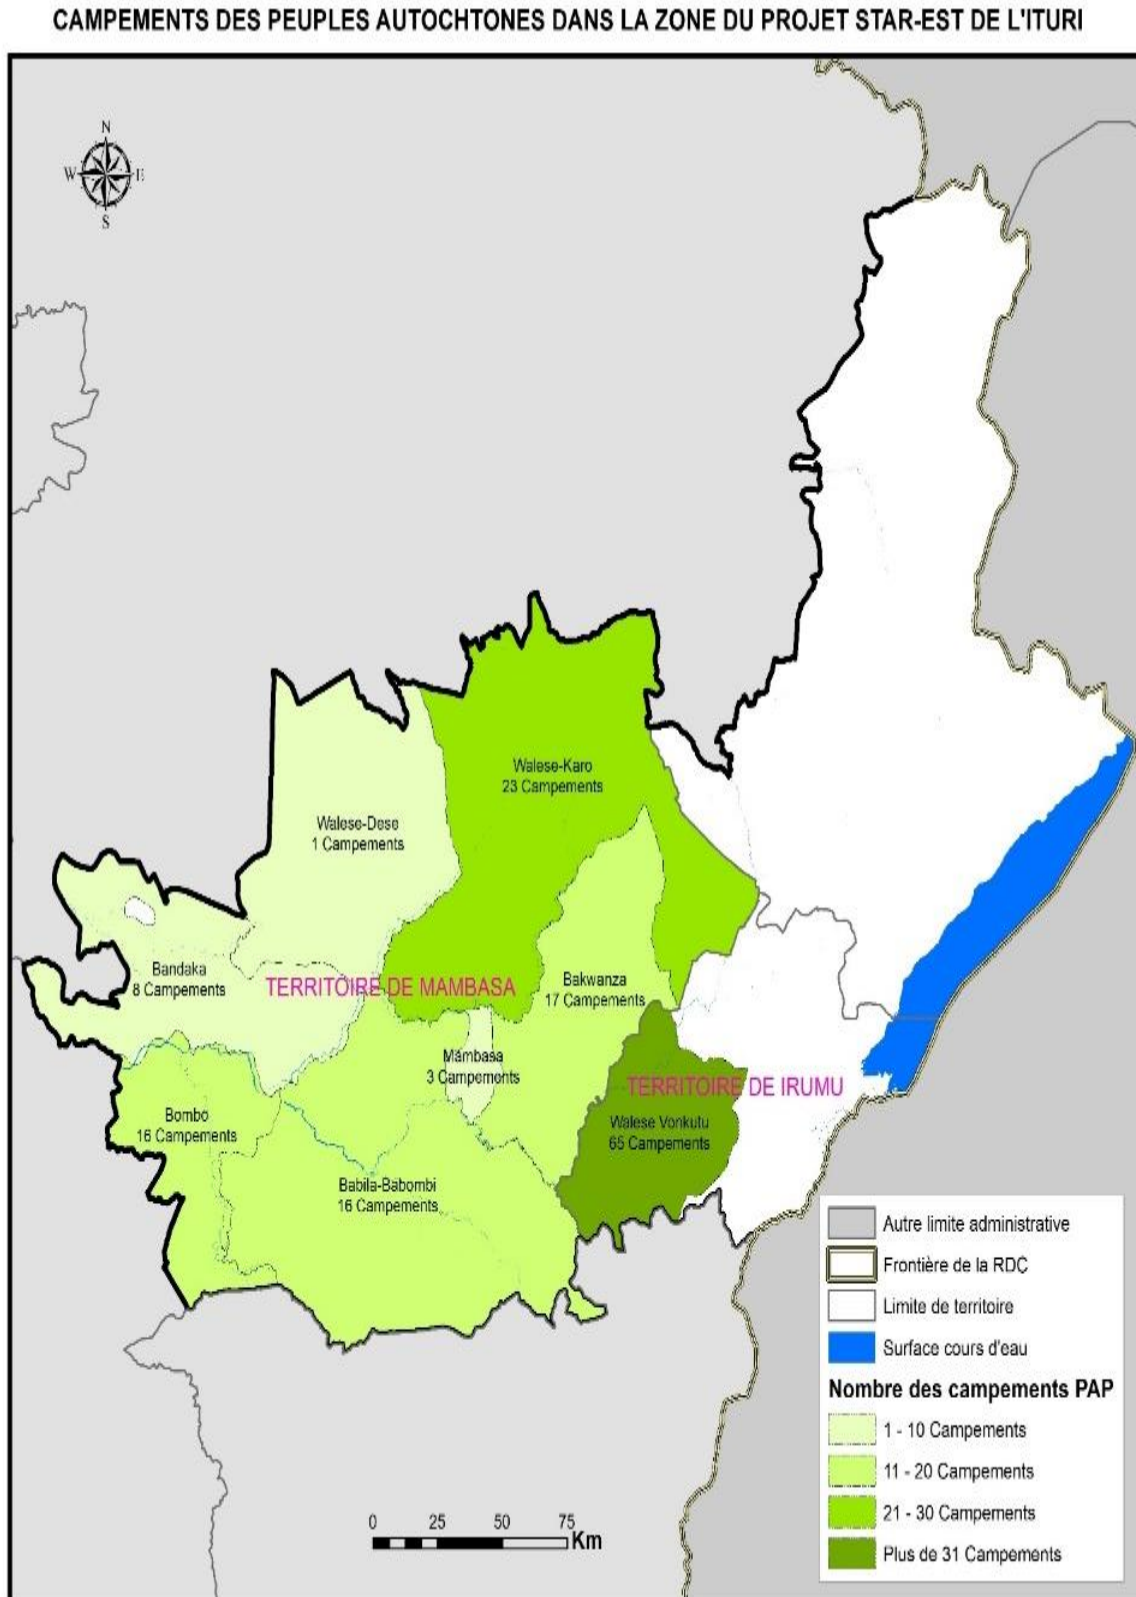 CAMPEMENTS DES PEUPLES AUTOCHTONES DANS LA ZONE DU PROJET STAR-EST DE L'ITURI
N
W
E
S
Walese-Karo
23 Campements
Walese-Dese
1 Campements
Bandaka
8 Campements
TERRITOIRE DE MAMBASA
Bakwanza
17 Campements
Mambasa
3 Campements
TERRITOIRE DE IRUMU
Bombo
16 Campements
Walese Vonkutu
65 Campements
Babila-Babombi
16 Campements
Autre limite administrative
Frontière de la RDC
Limite de territoire
Surface cours d'eau
Nombre des campements PAP
1 - 10 Campements
11 - 20 Campements
21 - 30 Campements
Plus de 31 Campements
0 25 50 75
Km